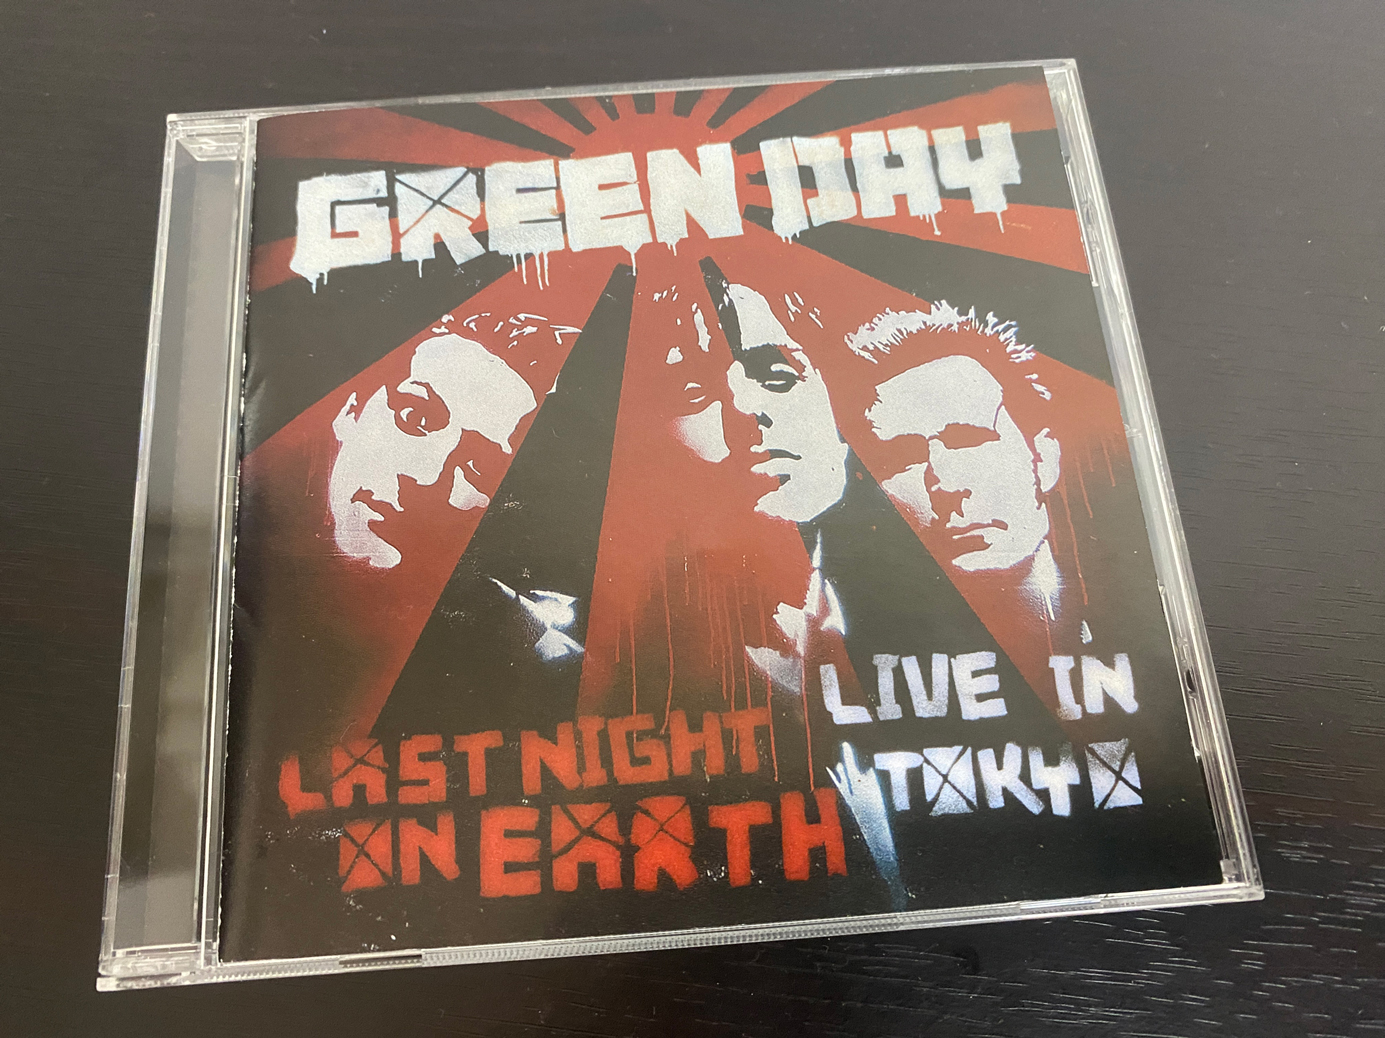 GREEN DAY
LAST NIGHT
ON EARTH
LIVE IN
TOKYO